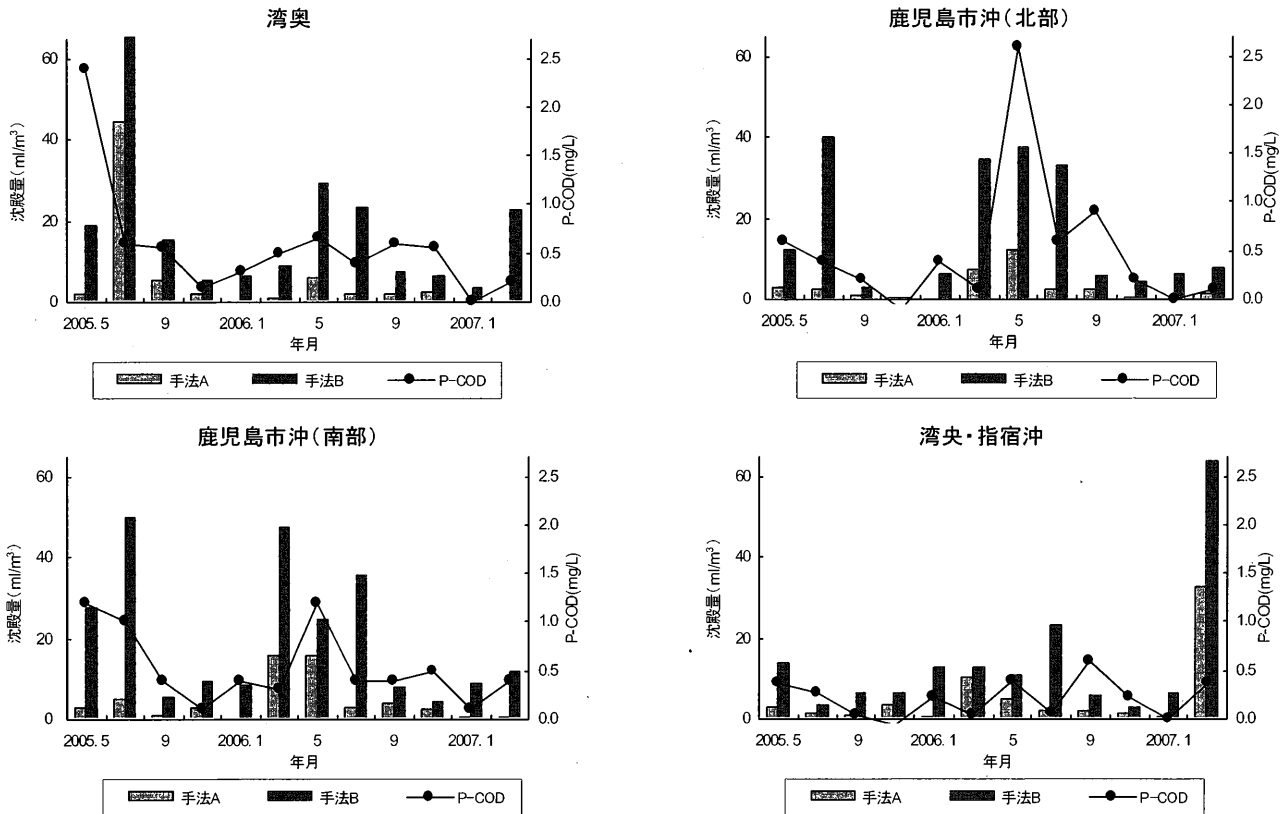 湾奥
60
40
20
0
沈殿量(ml/m³)
2.5
2.0
1.5
1.0
0.5
0.0
P-COD(mg/L)
2005. 5
9
2006. 1
5
9
2007. 1
年月
手法A
手法B
P-COD
鹿児島市沖(北部)
60
40
20
0
沈殿量(ml/m³)
2.5
2.0
1.5
1.0
0.5
0.0
P-COD(mg/L)
2005. 5
9
2006. 1
5
9
2007. 1
年月
手法A
手法B
P-COD
鹿児島市沖(南部)
60
40
20
0
沈殿量(ml/m³)
2.5
2.0
1.5
1.0
0.5
0.0
P-COD(mg/L)
2005. 5
9
2006. 1
5
9
2007. 1
年月
手法A
手法B
P-COD
湾央・指宿沖
60
40
20
0
沈殿量(ml/m³)
2.5
2.0
1.5
1.0
0.5
0.0
P-COD(mg/L)
2005. 5
9
2006. 1
5
9
2007. 1
年月
手法A
手法B
P-COD